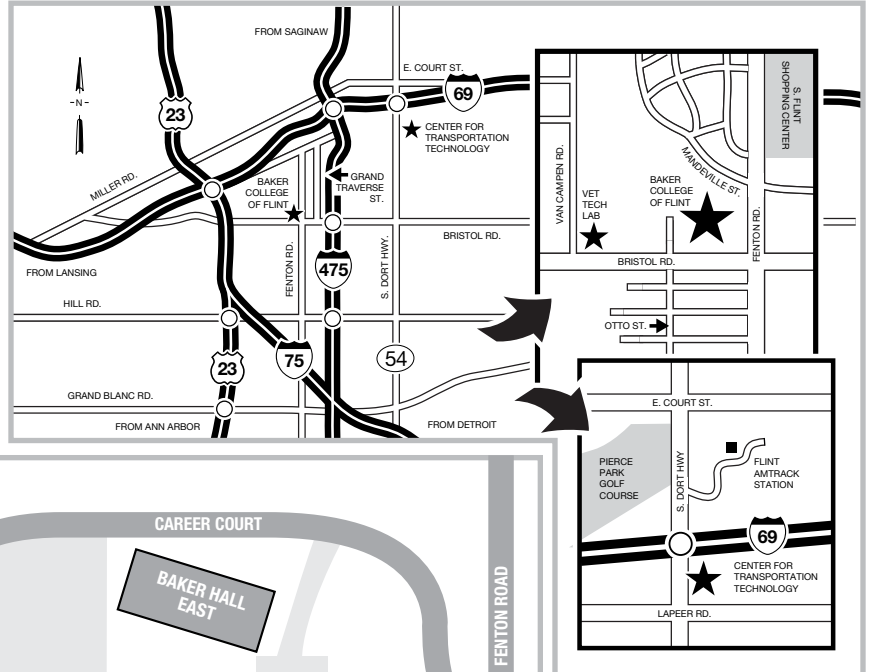 FROM SAGINAW
E. COURT ST.
69
23
-N-
CENTER FOR
TRANSPORTATION
TECHNOLOGY
MILLER RD.
BAKER
COLLEGE
OF FLINT
GRAND
TRAVERSE
ST.
BRISTOL RD.
FROM LANSING
FENTON RD.
475
S. DORT HWY.
HILL RD.
23
75
54
GRAND BLANC RD.
FROM ANN ARBOR
FROM DETROIT
S. FLINT
SHOPPING CENTER
MANDEVILLE ST.
VAN CAMPEN RD.
VET
TECH
LAB
BAKER
COLLEGE
OF FLINT
FENTON RD.
BRISTOL RD.
OTTO ST.
E. COURT ST.
PIERCE
PARK
GOLF
COURSE
S. DORT HWY
FLINT
AMTRACK
STATION
69
CENTER FOR
TRANSPORTATION
TECHNOLOGY
LAPEER RD.
CAREER COURT
BAKER HALL
EAST
FENTON ROAD